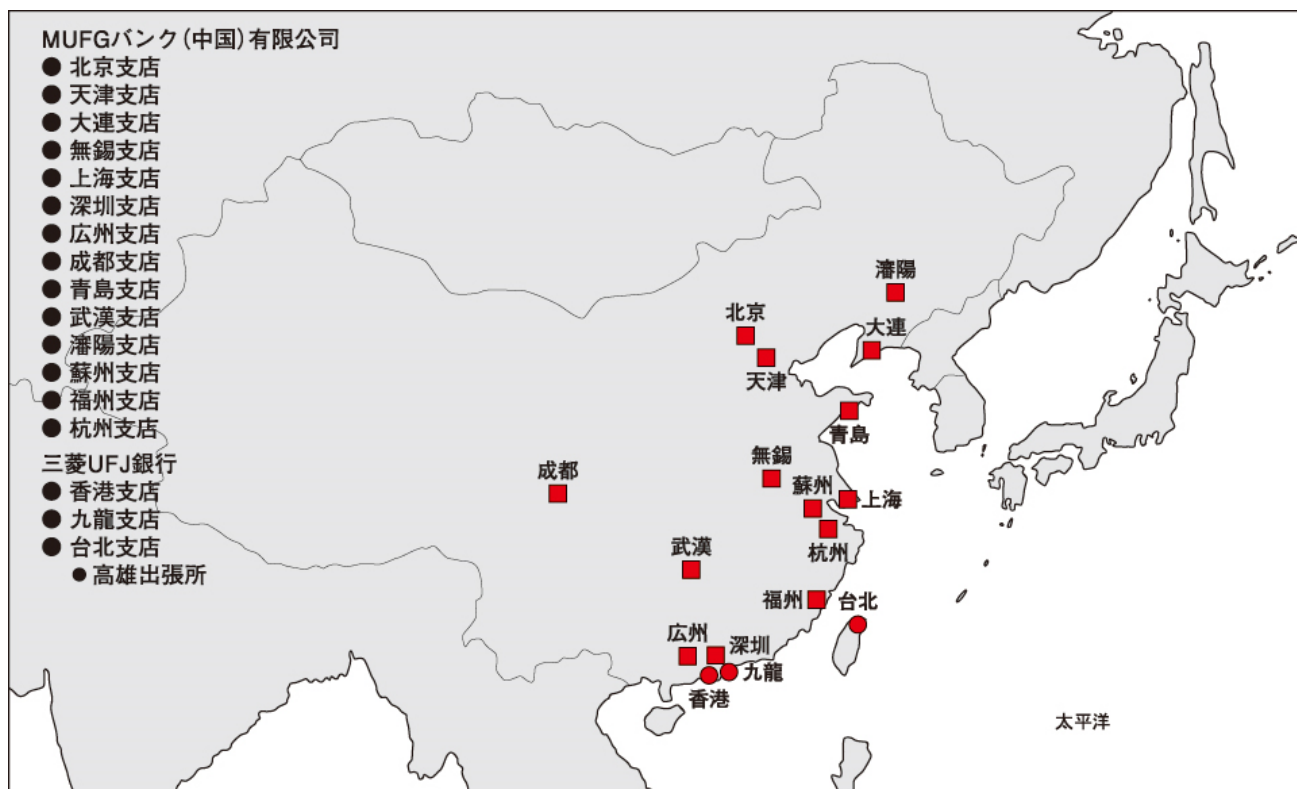 MUFGバンク(中国)有限公司
● 北京支店
● 天津支店
● 大連支店
● 無錫支店
● 上海支店
● 深圳支店
● 広州支店
● 成都支店
● 青島支店
● 武漢支店
● 瀋陽支店
● 蘇州支店
● 福州支店
● 杭州支店
三菱UFJ銀行
● 香港支店
● 九龍支店
● 台北支店
● 高雄出張所
瀋陽
北京
大連
天津
青島
無錫
成都
蘇州
上海
杭州
武漢
福州
台北
広州
深圳
九龍
香港
太平洋